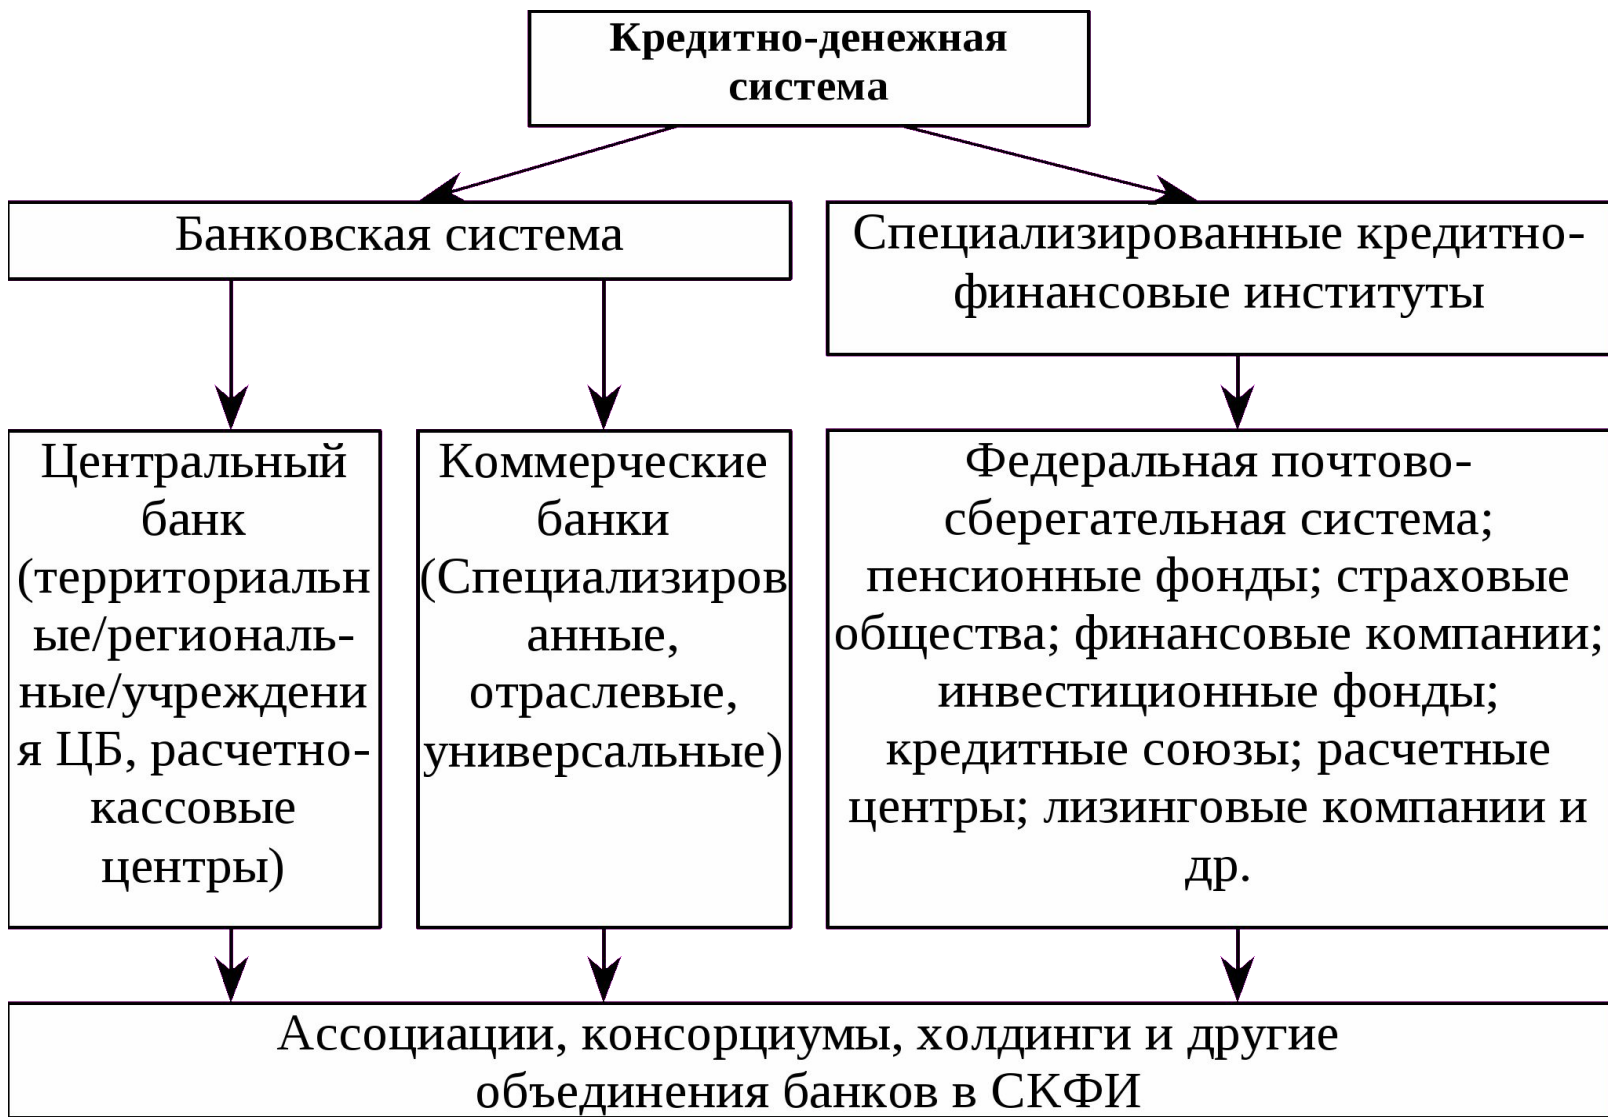 Кредитно-денежная
система
Банковская система
Специализированные кредитно-
финансовые институты
Центральный
банк
(территориальн
ые/региональ-
ные/учреждени
я ЦБ, расчетно-
кассовые
центры)
Коммерческие
банки
(Специализиров
анные,
отраслевые,
универсальные)
Федеральная почтово-
сберегательная система;
пенсионные фонды; страховые
общества; финансовые компании;
инвестиционные фонды;
кредитные союзы; расчетные
центры; лизинговые компании и
др.
Ассоциации, консорциумы, холдинги и другие
объединения банков в СКФИ